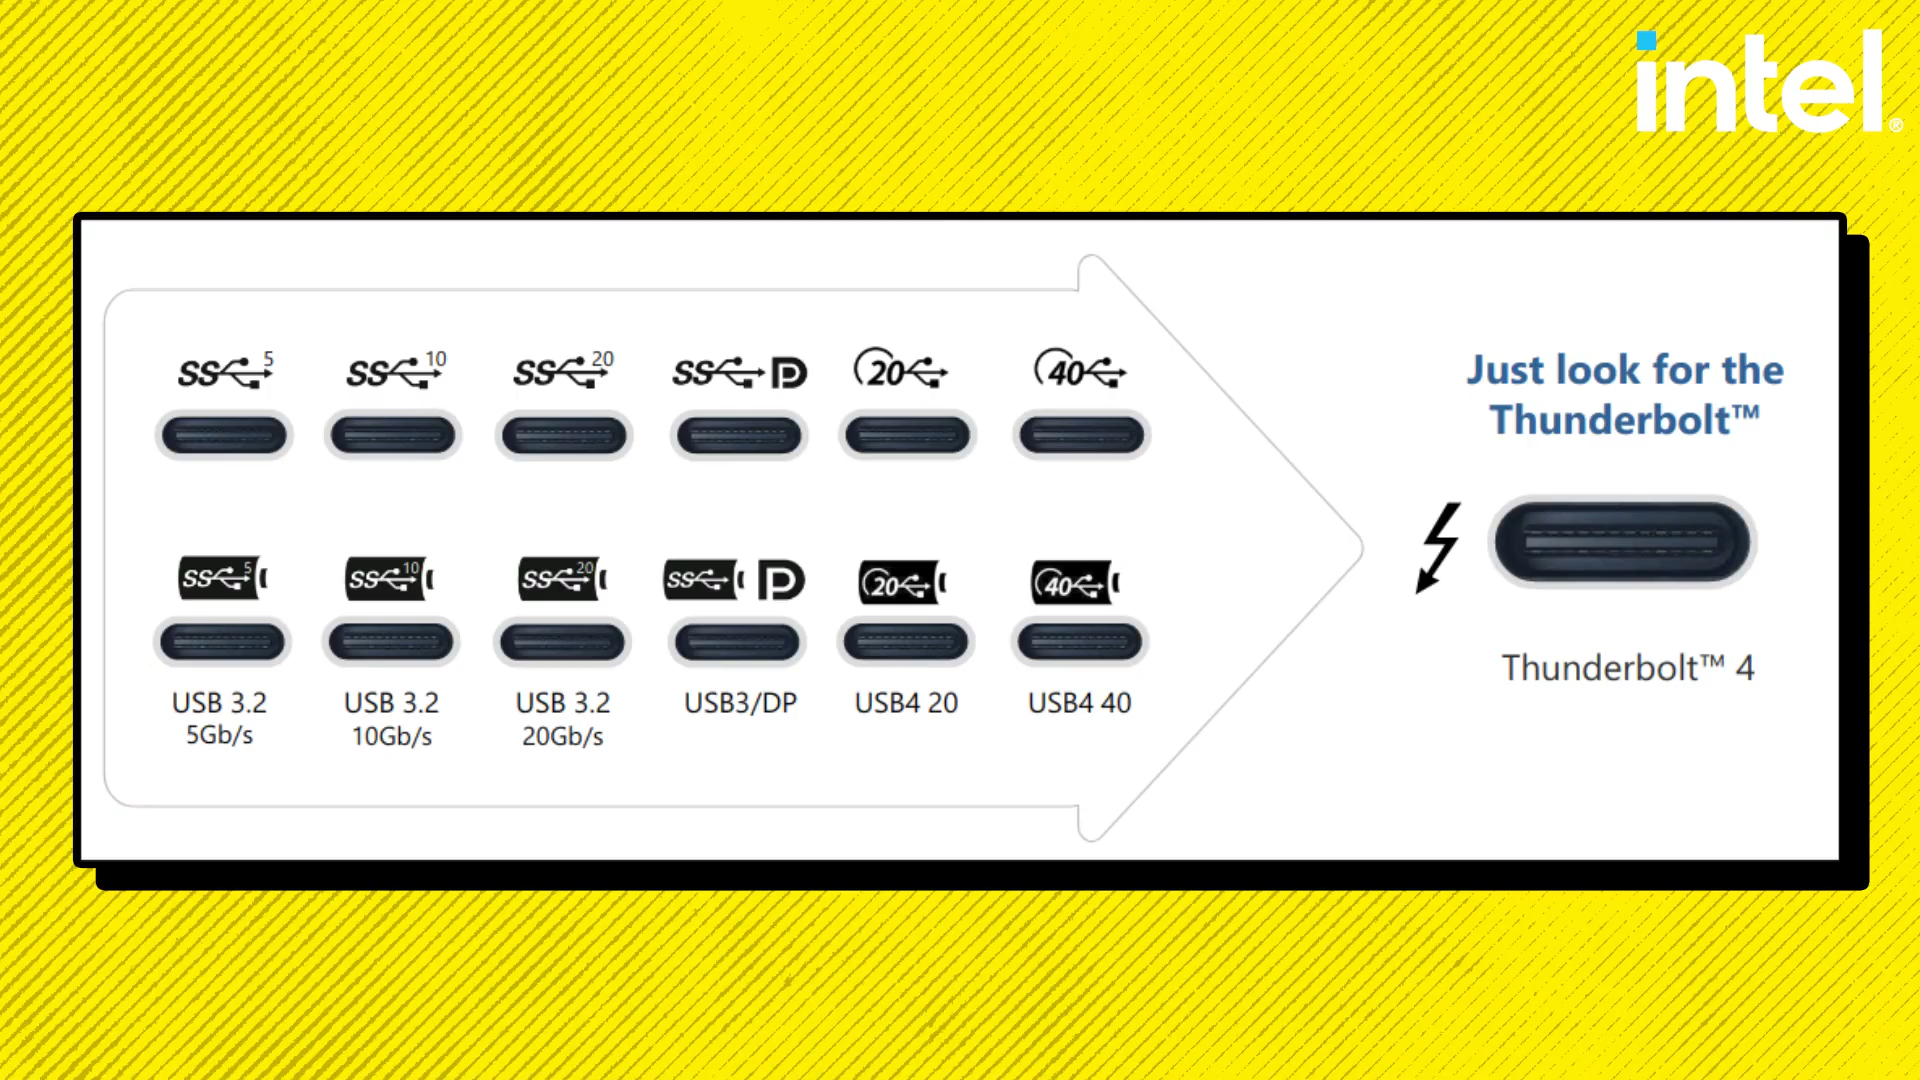 intel®
SS 5
SS 10
SS 20
SS D
20
40
Just look for the
Thunderbolt™
SS 5
SS 10
SS 20
SS D
20
40
USB 3.2
5Gb/s
USB 3.2
10Gb/s
USB 3.2
20Gb/s
USB3/DP
USB4 20
USB4 40
Thunderbolt™ 4